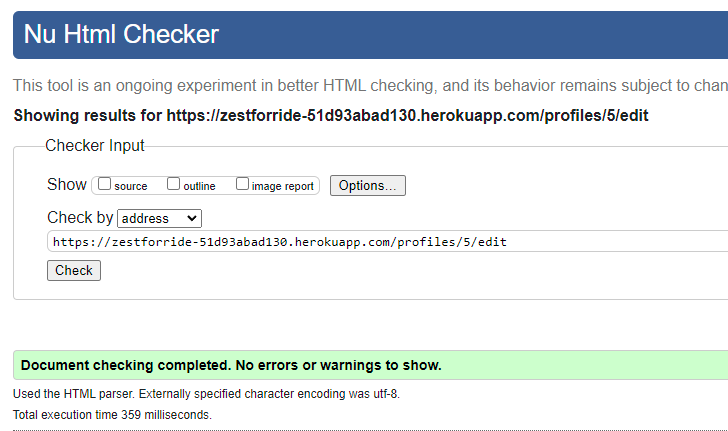 Nu Html Checker
This tool is an ongoing experiment in better HTML checking, and its behavior remains subject to chan
Showing results for https://zestforride-51d93abad130.herokuapp.com/profiles/5/edit
Checker Input
Show source outline image report Options...
Check by address
https://zestforride-51d93abad130.herokuapp.com/profiles/5/edit
Check
Document checking completed. No errors or warnings to show.
Used the HTML parser. Externally specified character encoding was utf-8.
Total execution time 359 milliseconds.